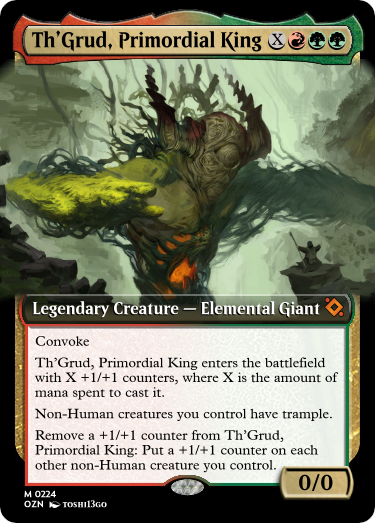 Th'Grud, Primordial King X
Legendary Creature — Elemental Giant
Convoke
Th'Grud, Primordial King enters the battlefield
with X +1/+1 counters, where X is the amount of
mana spent to cast it.
Non-Human creatures you control have trample.
Remove a +1/+1 counter from Th'Grud,
Primordial King: Put a +1/+1 counter on each
other non-Human creature you control.
0/0
M 0224
OZN TOSHI13GO